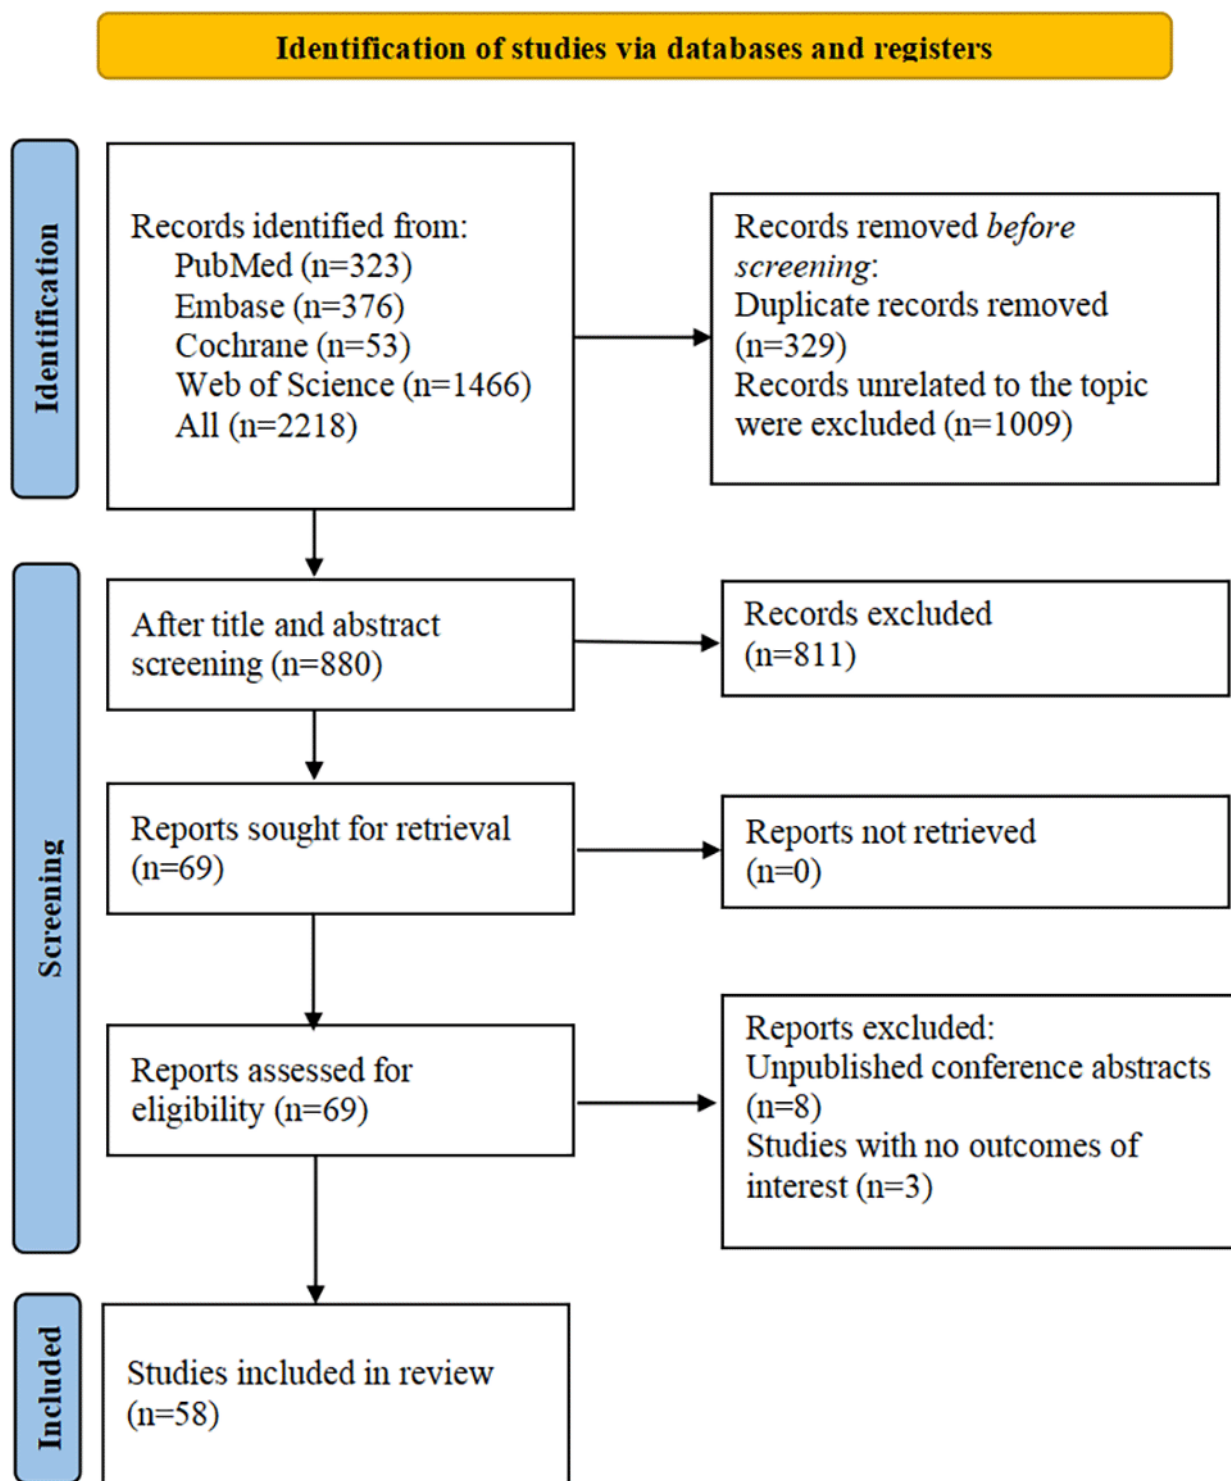 Identification of studies via databases and registers
Identification
Records identified from:
PubMed (n=323)
Embase (n=376)
Cochrane (n=53)
Web of Science (n=1466)
All (n=2218)
Records removed before
screening:
Duplicate records removed
(n=329)
Records unrelated to the topic
were excluded (n=1009)
Screening
After title and abstract
screening (n=880)
Records excluded
(n=811)
Reports sought for retrieval
(n=69)
Reports not retrieved
(n=0)
Reports assessed for
eligibility (n=69)
Reports excluded:
Unpublished conference abstracts
(n=8)
Studies with no outcomes of
interest (n=3)
Included
Studies included in review
(n=58)